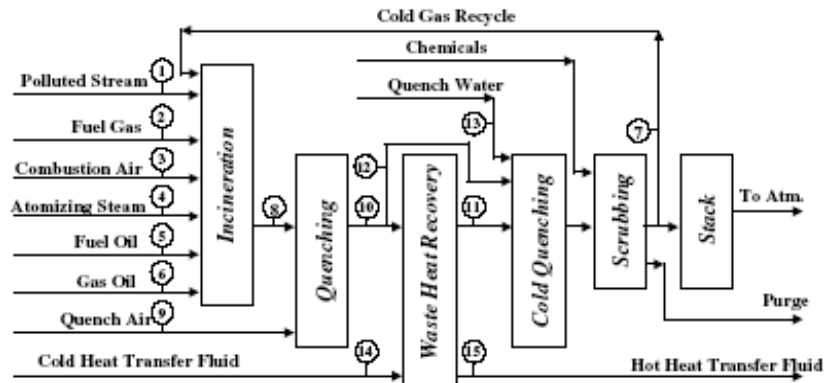 Cold Gas Recycle
Chemicals
1
Polluted Stream
Quench Water
2
Fuel Gas
13
7
3
Combustion Air
12
4
Atomizing Steam
8
10
11
To Atm.
5
Fuel Oil
6
Gas Oil
9
Quench Air
Purge
Cold Heat Transfer Fluid
14
15
Hot Heat Transfer Fluid
Incineration
Quenching
Waste Heat Recovery
Cold Quenching
Scrubbing
Stack